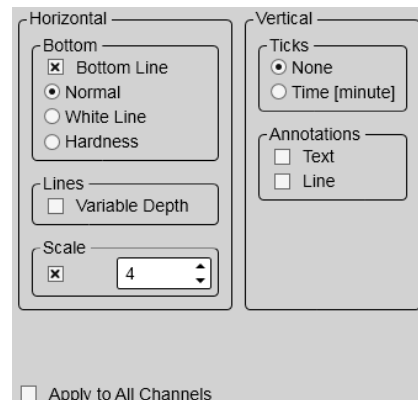 Horizontal
Bottom
Bottom Line
Normal
White Line
Hardness
Lines
Variable Depth
Scale
4
Vertical
Ticks
None
Time [minute]
Annotations
Text
Line
Apply to All Channels